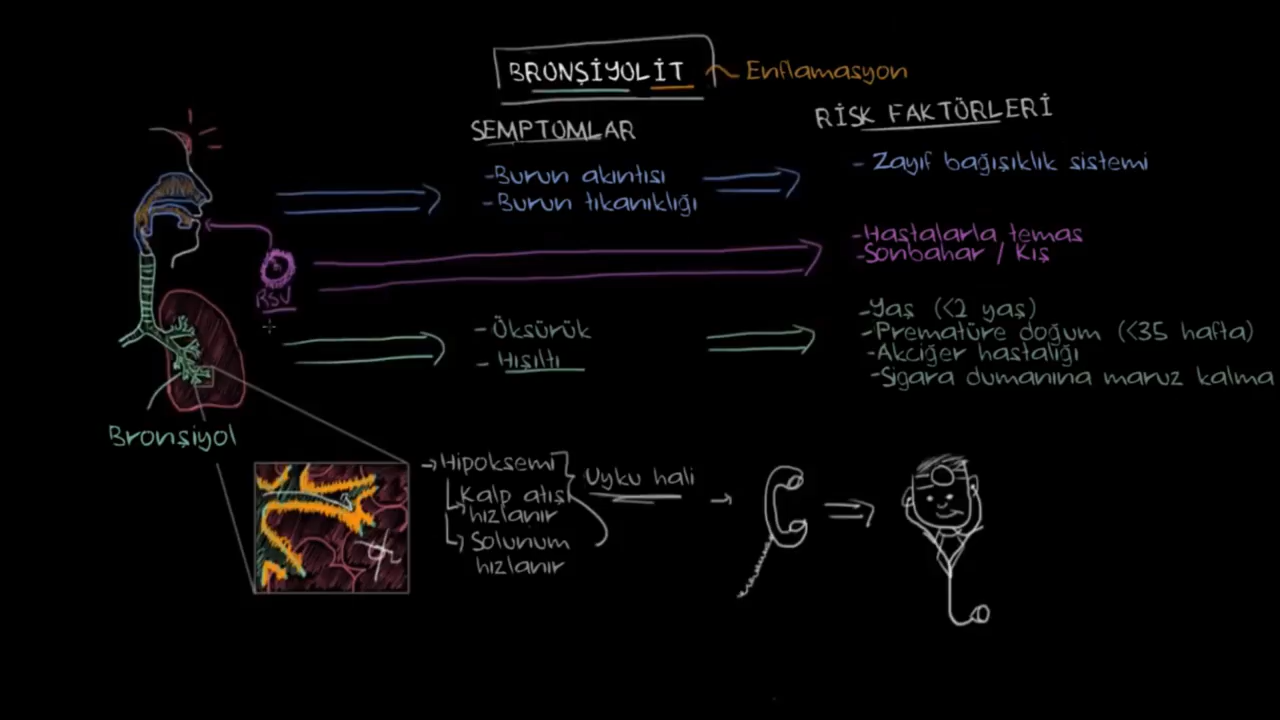 BRONŞİYOLİT
Enflamasyon
SEMPTOMLAR
-Burun akıntısı
-Burun tıkanıklığı
RİSK FAKTÜRLERİ
- Zayıf bağışıklık sistemi
-Hastalarla temas
-Sonbahar / Kış
RSV
- Öksürük
- Hışıltı
-Yaş (<2 yaş)
-Prematüre doğum (<35 hafta)
-Akciğer hastalığı
-Sigara dumanına maruz kalma
Bronşiyol
→Hipoksemi
Kalp atışı
hızlanır
Solunum
hızlanır
Uyku hali